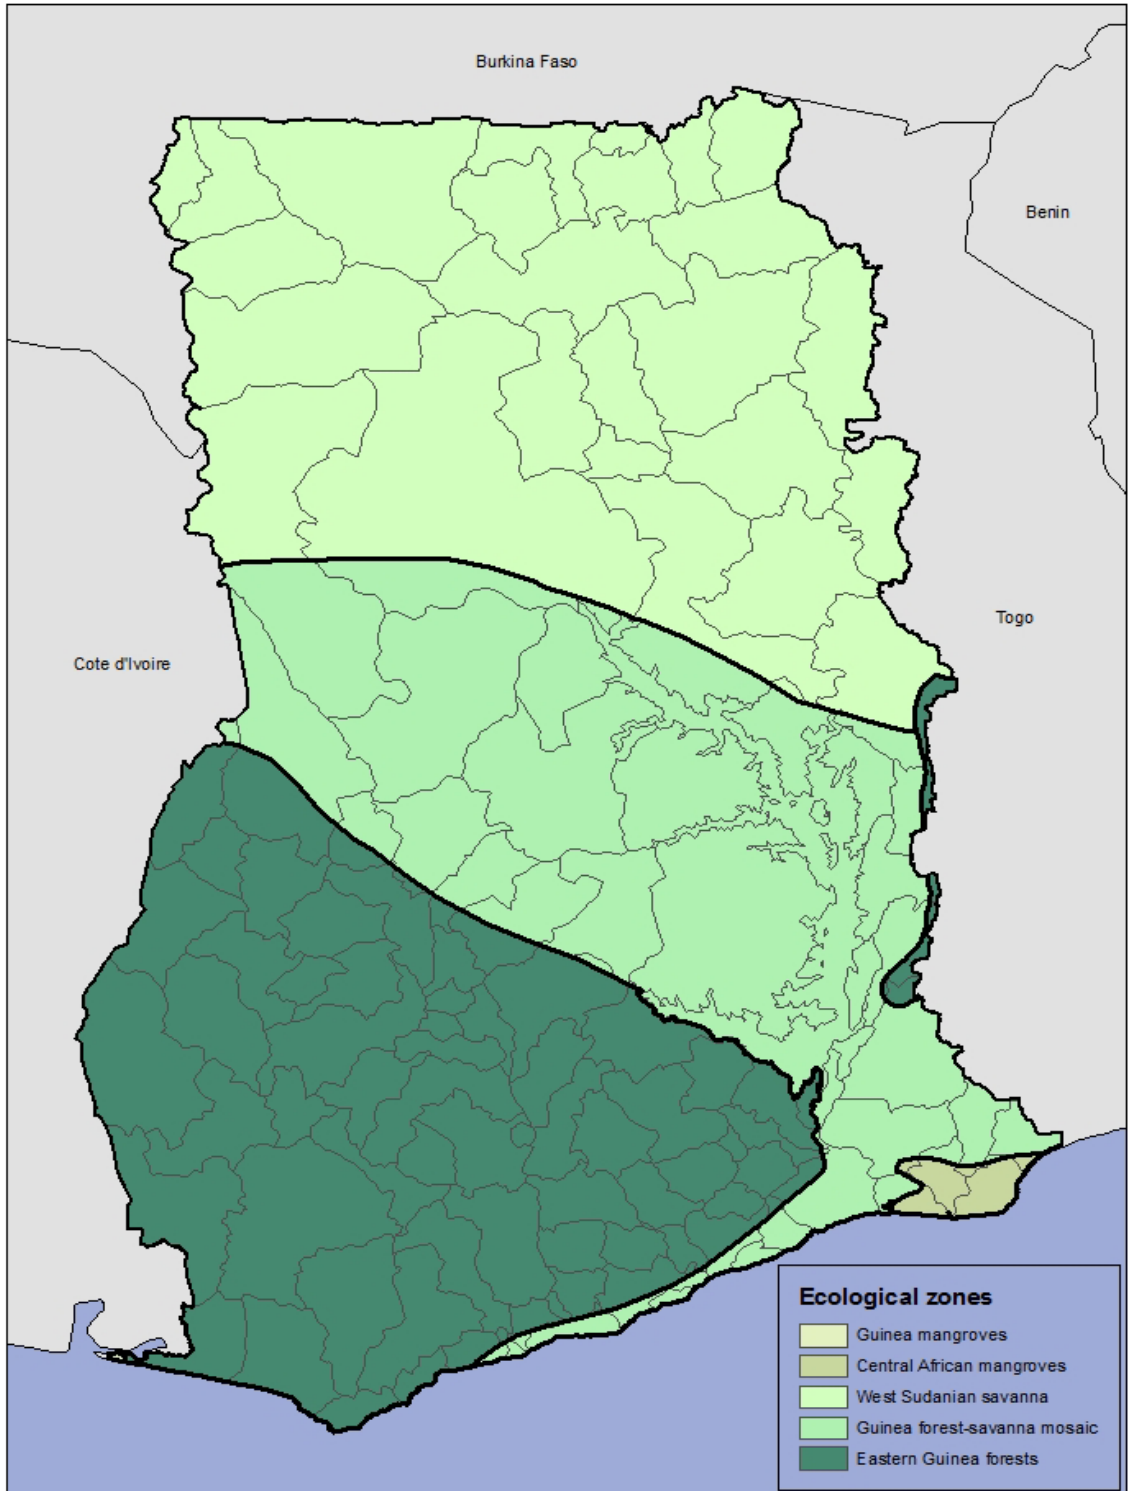 Burkina Faso
Benin
Togo
Cote d'Ivoire
Ecological zones
Guinea mangroves
Central African mangroves
West Sudanian savanna
Guinea forest-savanna mosaic
Eastern Guinea forests